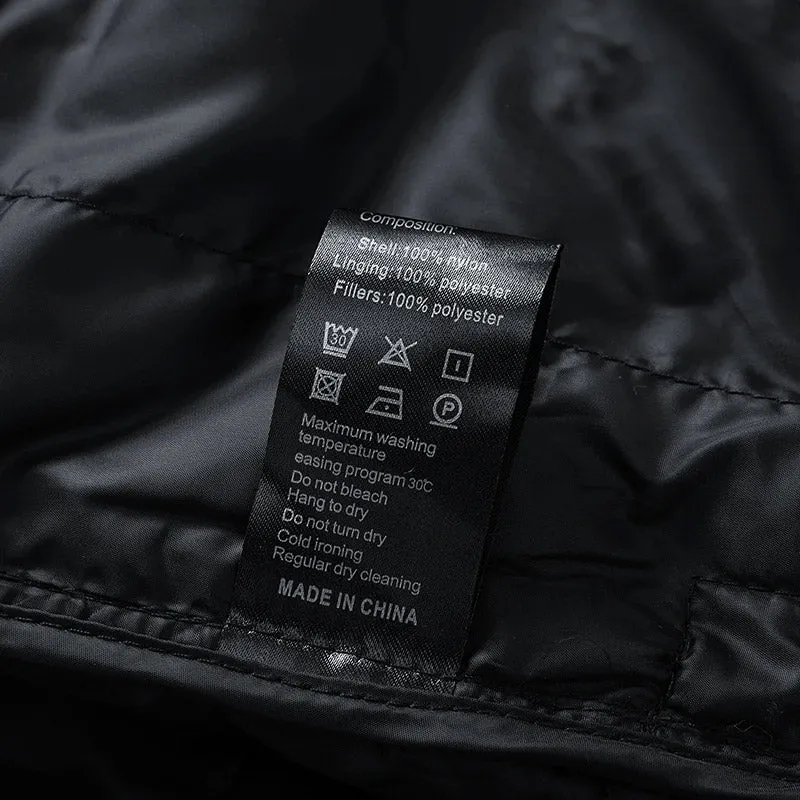 Composition:
Shell:100% nylon
Linging:100% polyester
Fillers:100% polyester
30
P
Maximum washing
temperature
easing program 30℃
Do not bleach
Hang to dry
Do not turn dry
Cold ironing
Regular dry cleaning
MADE IN CHINA